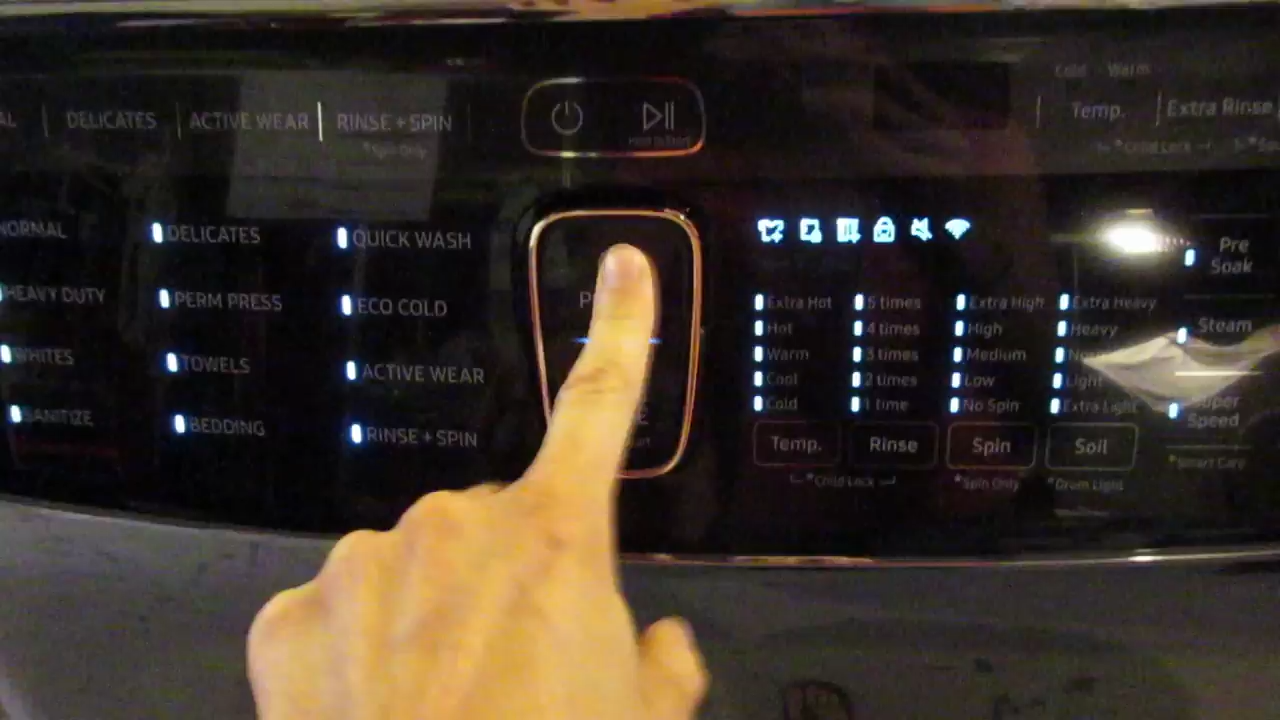 DELICATES ACTIVE WEAR RINSE + SPIN
*Spin Only
Cold Warm
Temp. Extra Rinse
*Child Lock
NORMAL DELICATES QUICK WASH
HEAVY DUTY PERM PRESS ECO COLD
WHITES TOWELS ACTIVE WEAR
SANITIZE BEDDING RINSE + SPIN
Extra Hot 5 times Extra High Extra Heavy
Hot 4 times High Heavy
Warm 3 times Medium
Cool 2 times Low Light
Cold 1 time No Spin Extra Light
Temp. Rinse Spin Soil
*Child Lock *Spin Only *Drum Light
Pre
Soak
Steam
Super
Speed
*Smart Care